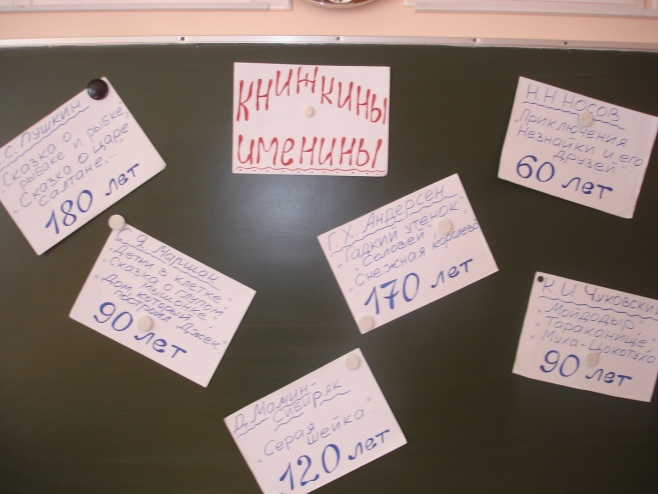 книжкины
именины
С. Пушкин
"Сказка о
рыбаке и рыбке",
"Сказка о царе
Салтане,..."
180 лет
Н.Н. Носов
"Приключения
Незнайки и его
друзей"
60 лет
Г.Х. Андерсен
"Гадкий утенок",
"Соловей",
"Снежная королева"
170 лет
С.Я. Маршак
"Детки в клетке"
"Сказка о глупом
мышонке",
"Дом, который
построил Джек"
90 лет
К.И. Чуковский
"Мойдодыр",
"Тараканище",
"Муха-Цокотуха"
90 лет
Д. Мамин-
Сибиряк
"Серая
шейка"
120 лет